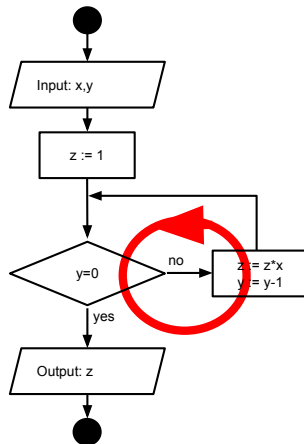 Input: x,y
z := 1
y=0
no
z := z*x
y := y-1
yes
Output: z